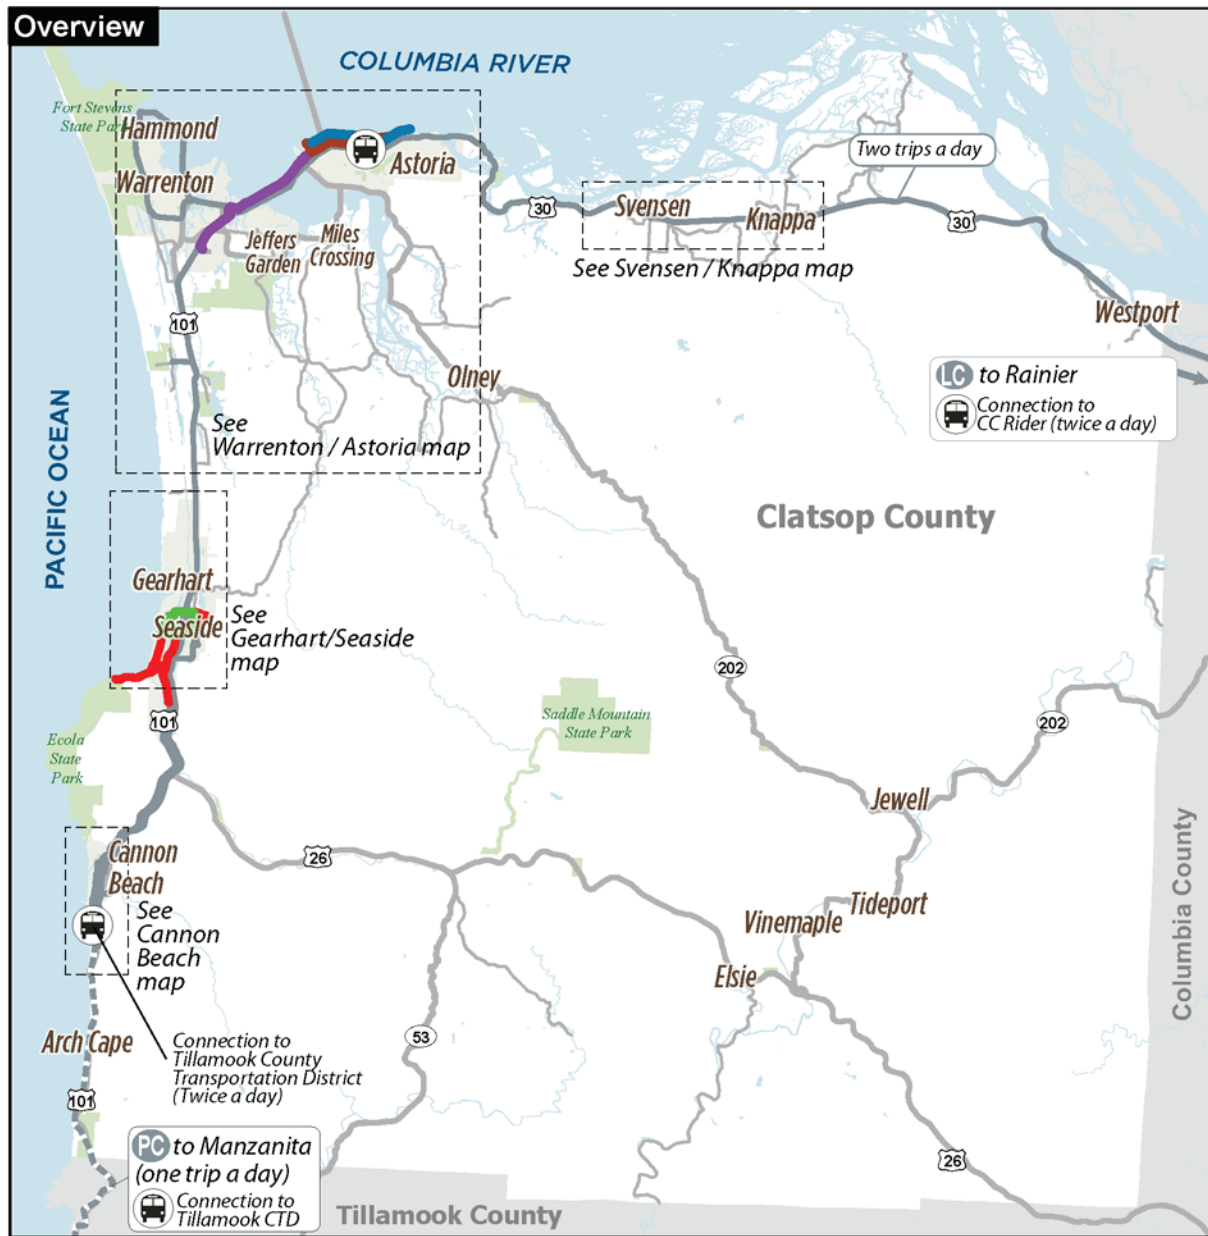 Overview
COLUMBIA RIVER
Fort Stevens
State Park
Hammond
Warrenton
Astoria
Two trips a day
Svensen
Knappa
30
30
Jeffers
Garden
Miles
Crossing
See Svensen / Knappa map
Westport
101
LC to Rainier
Connection to
CC Rider (twice a day)
Olney
PACIFIC OCEAN
See
Warrenton / Astoria map
Clatsop County
Gearhart
Seaside
See
Gearhart/Seaside
map
202
101
Saddle Mountain
State Park
202
Ecola
State
Park
Jewell
Cannon
Beach
26
See
Cannon
Beach
map
Tideport
Vinemaple
Elsie
Columbia County
Arch Cape
Connection to
Tillamook County
Transportation District
(Twice a day)
53
101
PC to Manzanita
(one trip a day)
Connection to
Tillamook CTD
26
Tillamook County